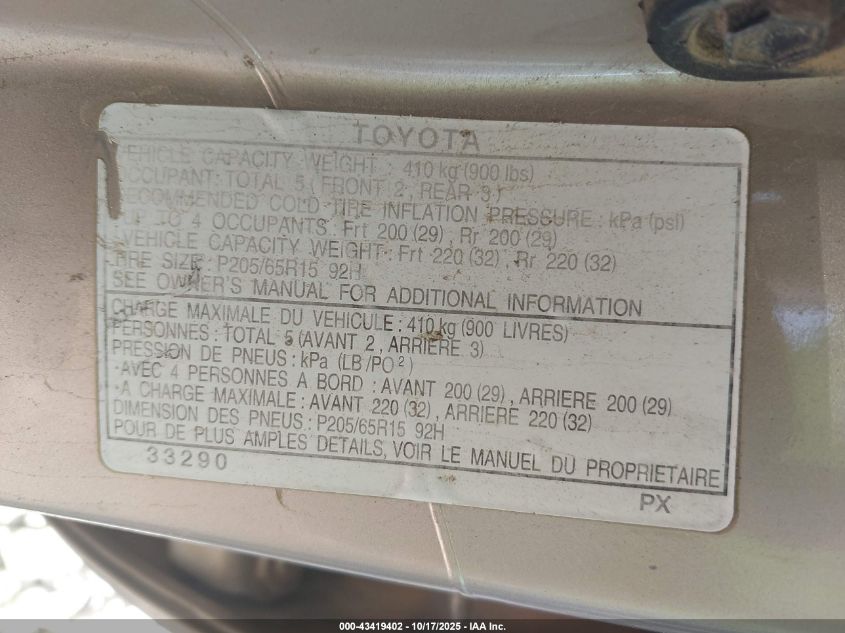 TOYOTA
VEHICLE CAPACITY WEIGHT : 410 kg (900 lbs)
OCCUPANT: TOTAL 5 ( FRONT 2, REAR 3 )
RECOMMENDED COLD TIRE INFLATION PRESSURE : kPa (psi)
UP TO 4 OCCUPANTS : Frt 200 (29) , Rr 200 (29)
·VEHICLE CAPACITY WEIGHT : Frt 220 (32) , Rr 220 (32)
TIRE SIZE : P205/65R15 92H
SEE OWNER'S MANUAL FOR ADDITIONAL INFORMATION
CHARGE MAXIMALE DU VEHICULE : 410 kg (900 LIVRES)
PERSONNES : TOTAL 5 (AVANT 2, ARRIERE 3)
PRESSION DE PNEUS : kPa (LB /PO²)
·AVEC 4 PERSONNES A BORD : AVANT 200 (29) , ARRIERE 200 (29)
·A CHARGE MAXIMALE : AVANT 220 (32) , ARRIERE 220 (32)
DIMENSION DES PNEUS : P205/65R15 92H
POUR DE PLUS AMPLES DETAILS, VOIR LE MANUEL DU PROPRIETAIRE
33290
PX
000-43419402 - 10/17/2025 - IAA Inc.